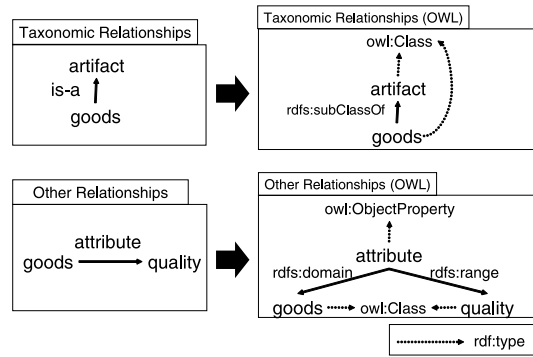 Taxonomic Relationships
artifact
is-a
goods
Taxonomic Relationships (OWL)
owl:Class
artifact
rdfs:subClassOf
goods
Other Relationships
attribute
goods
quality
Other Relationships (OWL)
owl:ObjectProperty
attribute
rdfs:domain
rdfs:range
goods
owl:Class
quality
rdf:type